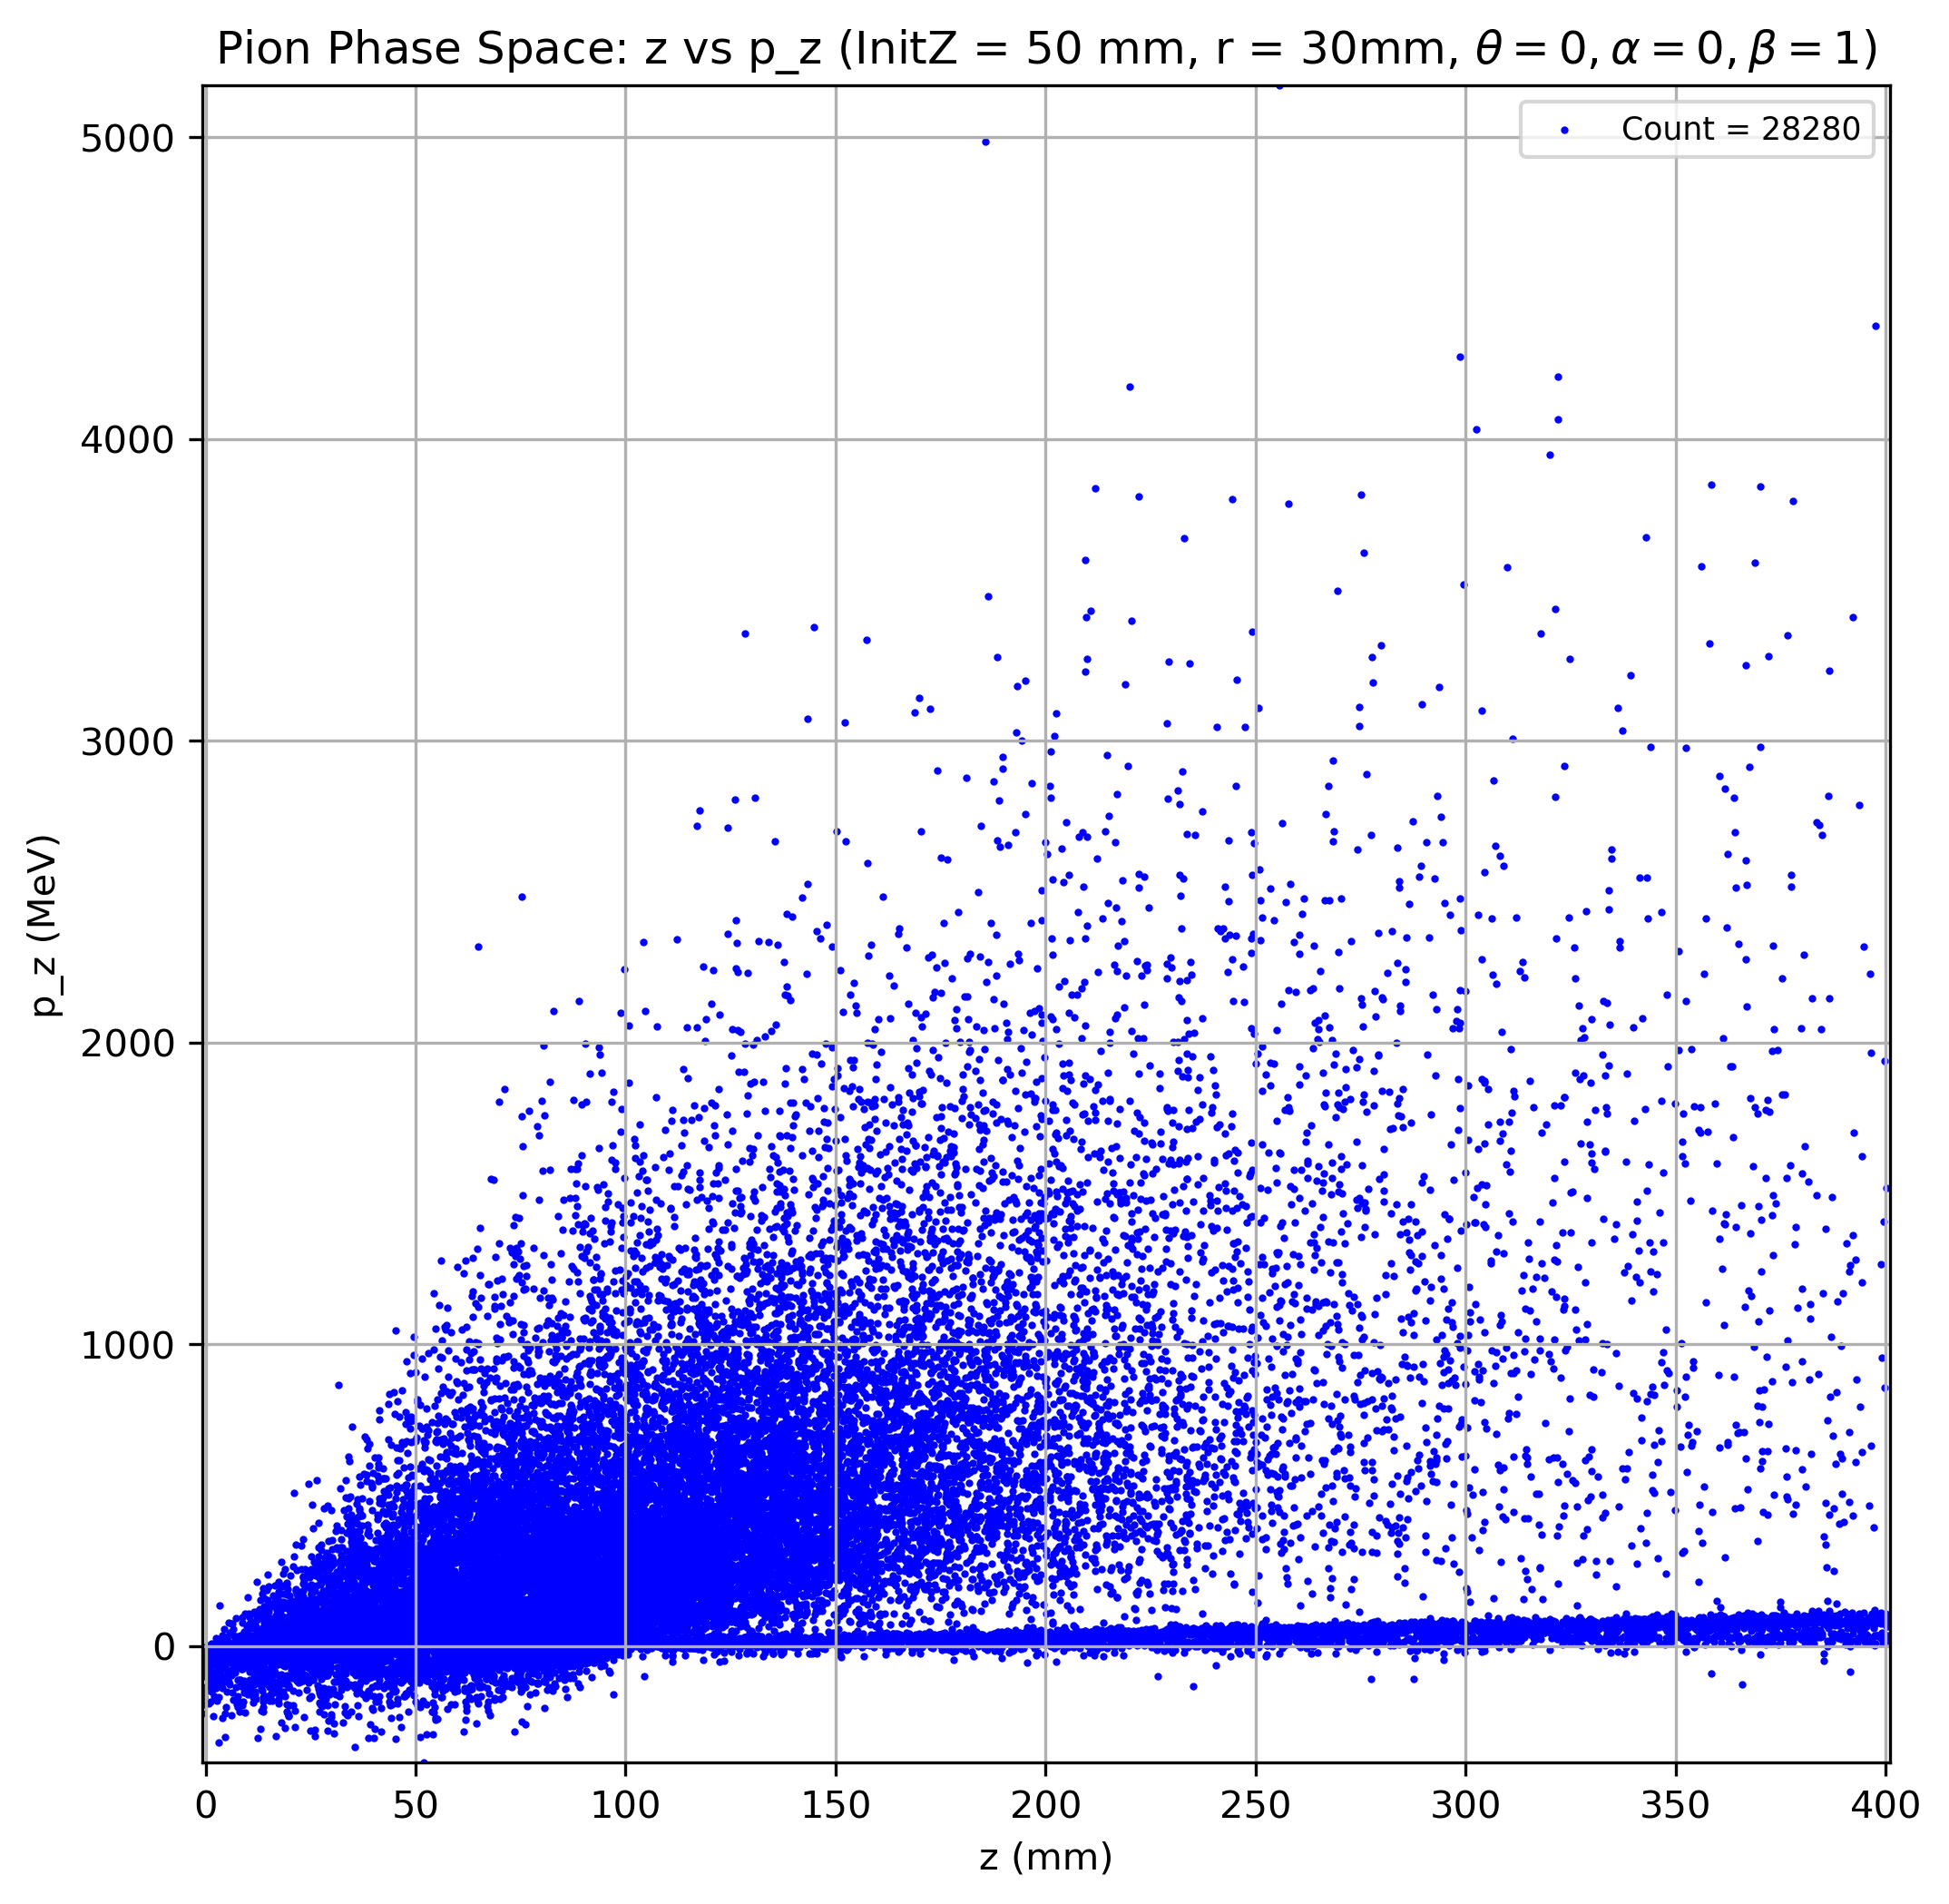 Pion Phase Space: z vs p_z (InitZ = 50 mm, r = 30mm, θ = 0, α = 0, β = 1)
Count = 28280
5000
4000
3000
2000
1000
0
p_z (MeV)
0 50 100 150 200 250 300 350 400
z (mm)